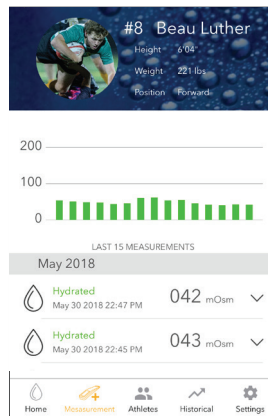 #8 Beau Luther
Height 6'04"
Weight 221 lbs
Position Forward
200
100
0
LAST 15 MEASUREMENTS
May 2018
Hydrated
May 30 2018 22:47 PM
042 mOsm
Hydrated
May 30 2018 22:45 PM
043 mOsm
Home Measurement Athletes Historical Settings